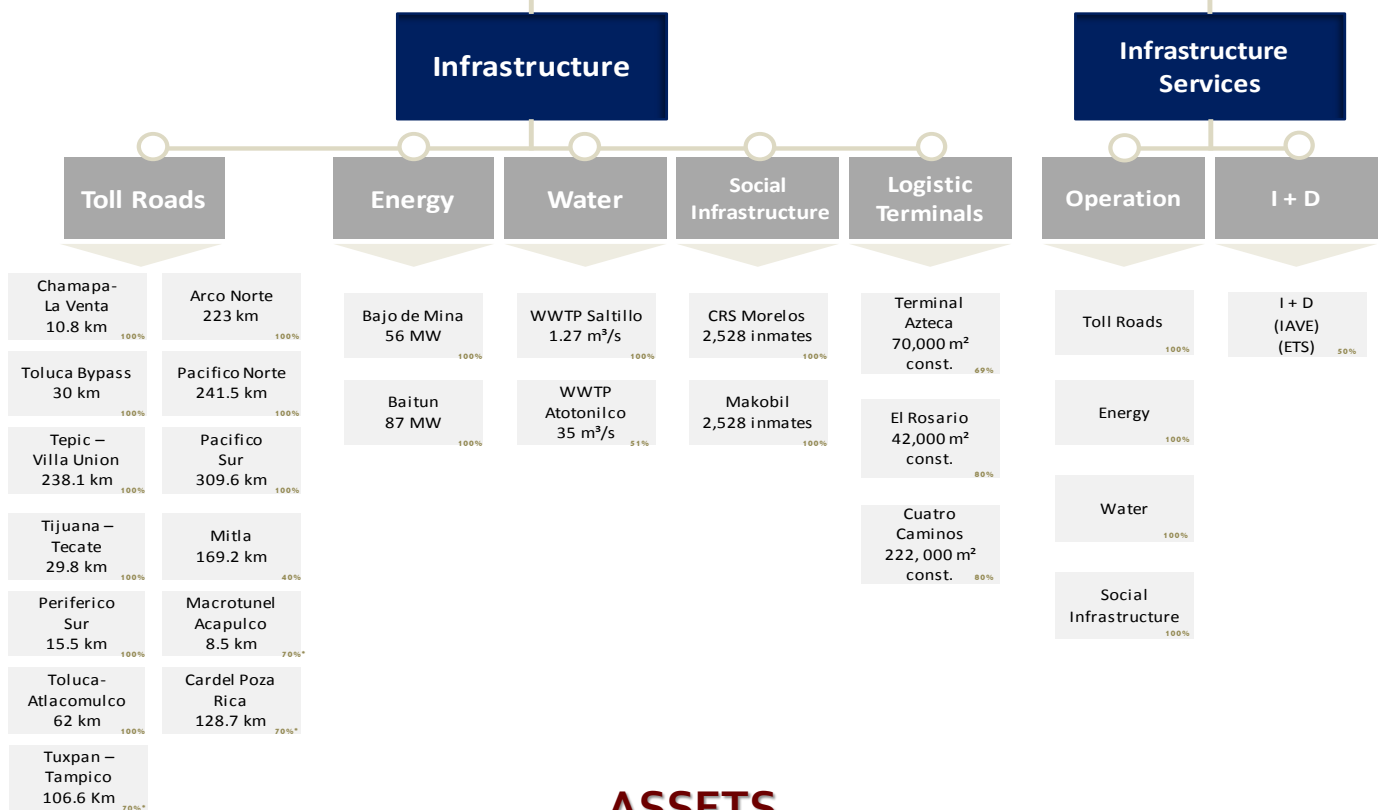 Infrastructure
Infrastructure
Services
Toll Roads
Energy
Water
Social
Infrastructure
Logistic
Terminals
Operation
I + D
Chamapa-
La Venta
10.8 km
100%
Toluca Bypass
30 km
100%
Tepic –
Villa Union
238.1 km
100%
Tijuana –
Tecate
29.8 km
100%
Periferico
Sur
15.5 km
100%
Toluca-
Atlacomulco
62 km
100%
Tuxpan –
Tampico
106.6 Km
70%*
Arco Norte
223 km
100%
Pacifico Norte
241.5 km
100%
Pacifico
Sur
309.6 km
100%
Mitla
169.2 km
40%
Macrotunel
Acapulco
8.5 km
70%*
Cardel Poza
Rica
128.7 km
70%*
Bajo de Mina
56 MW
100%
Baitun
87 MW
100%
WWTP Saltillo
1.27 m³/s
100%
WWTP
Atotonilco
35 m³/s
51%
CRS Morelos
2,528 inmates
100%
Makobil
2,528 inmates
100%
Terminal
Azteca
70,000 m²
const.
69%
El Rosario
42,000 m²
const.
80%
Cuatro
Caminos
222, 000 m²
const.
80%
Toll Roads
100%
Energy
100%
Water
100%
Social
Infrastructure
100%
I + D
(IAVE)
(ETS)
50%
ASSETS